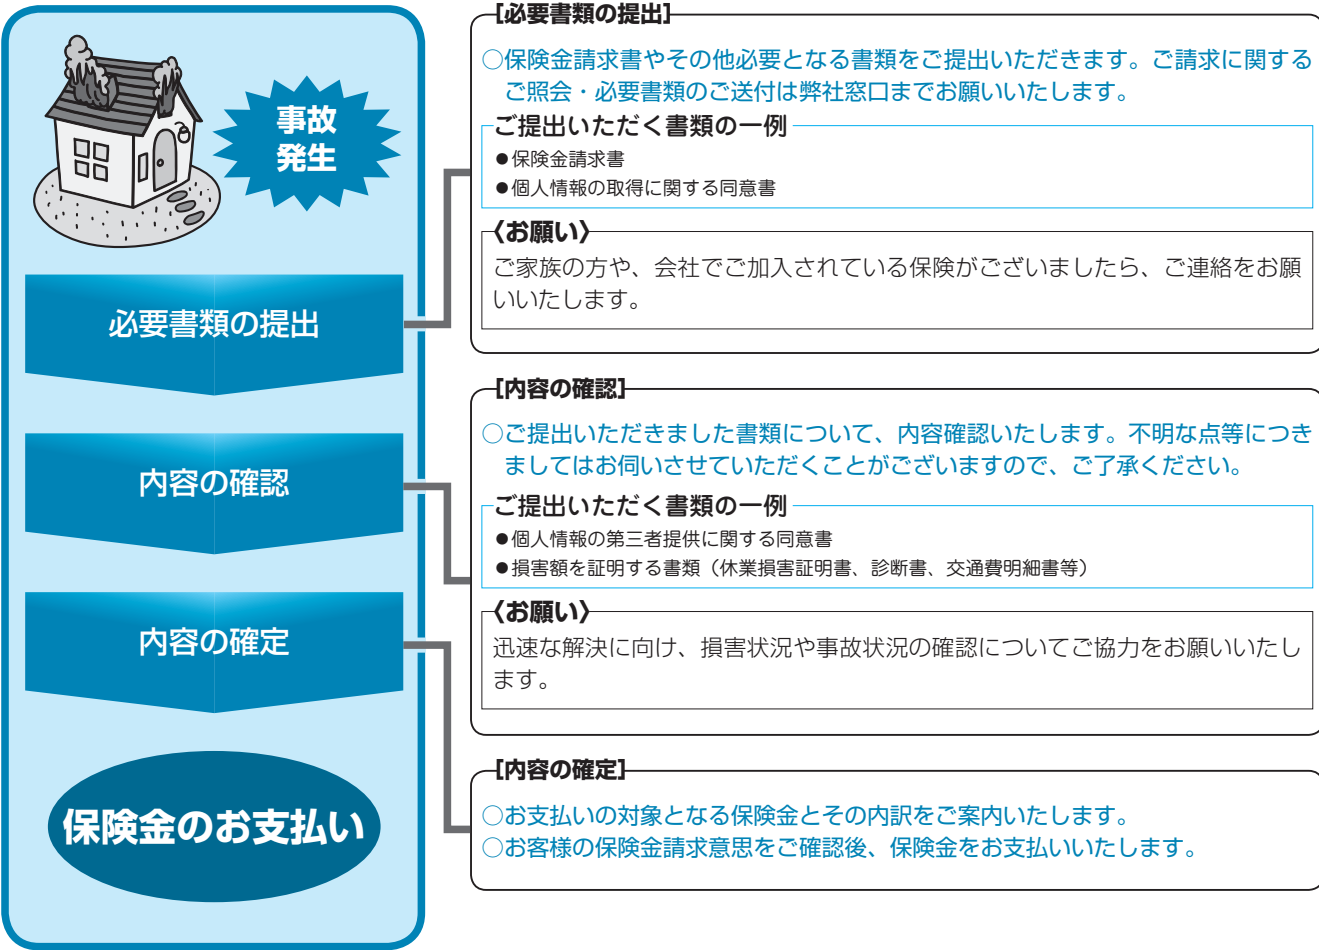 事故
発生
必要書類の提出
内容の確認
内容の確定
保険金のお支払い
[必要書類の提出]
○保険金請求書やその他必要となる書類をご提出いただきます。ご請求に関する
ご照会・必要書類のご送付は弊社窓口までお願いいたします。
ご提出いただく書類の一例
●保険金請求書
●個人情報の取得に関する同意書
〈お願い〉
ご家族の方や、会社でご加入されている保険がございましたら、ご連絡をお願
いいたします。
[内容の確認]
○ご提出いただきました書類について、内容確認いたします。不明な点等につき
ましてはお伺いさせていただくことがございますので、ご了承ください。
ご提出いただく書類の一例
●個人情報の第三者提供に関する同意書
●損害額を証明する書類（休業損害証明書、診断書、交通費明細書等）
〈お願い〉
迅速な解決に向け、損害状況や事故状況の確認についてご協力をお願いいたし
ます。
[内容の確定]
○お支払いの対象となる保険金とその内訳をご案内いたします。
○お客様の保険金請求意思をご確認後、保険金をお支払いいたします。